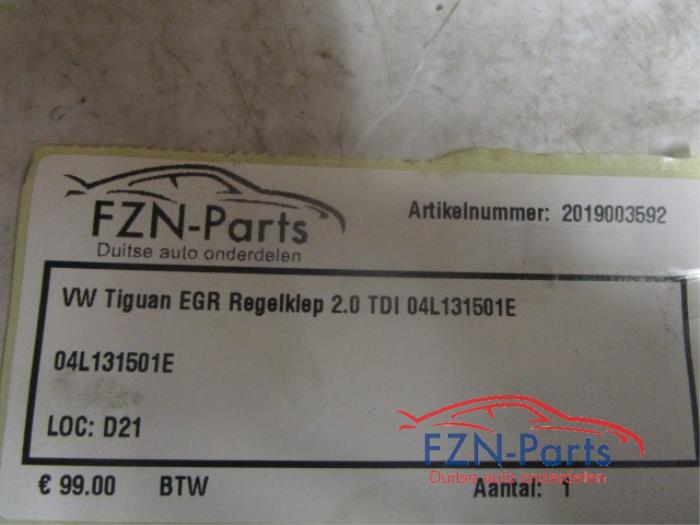 FZN-Parts
Duitse auto onderdelen
Artikelnummer: 2019003592
VW Tiguan EGR Regelklep 2.0 TDI 04L131501E
04L131501E
LOC: D21
€ 99.00 BTW Aantal: 1
FZN-Parts
Duitse auto onderdelen